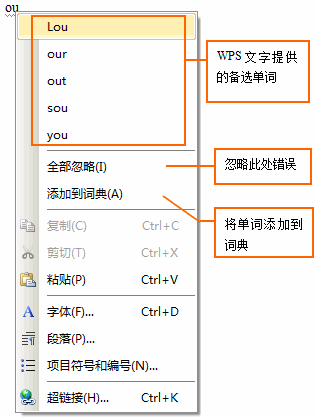 ou
Lou
our
out
sou
you
WPS 文字提供
的备选单词
全部忽略(I)
忽略此处错误
添加到词典(A)
将单词添加到
词典
复制(C) Ctrl+C
剪切(T) Ctrl+X
粘贴(P) Ctrl+V
字体(F)... Ctrl+D
段落(P)...
项目符号和编号(N)...
超链接(H)... Ctrl+K